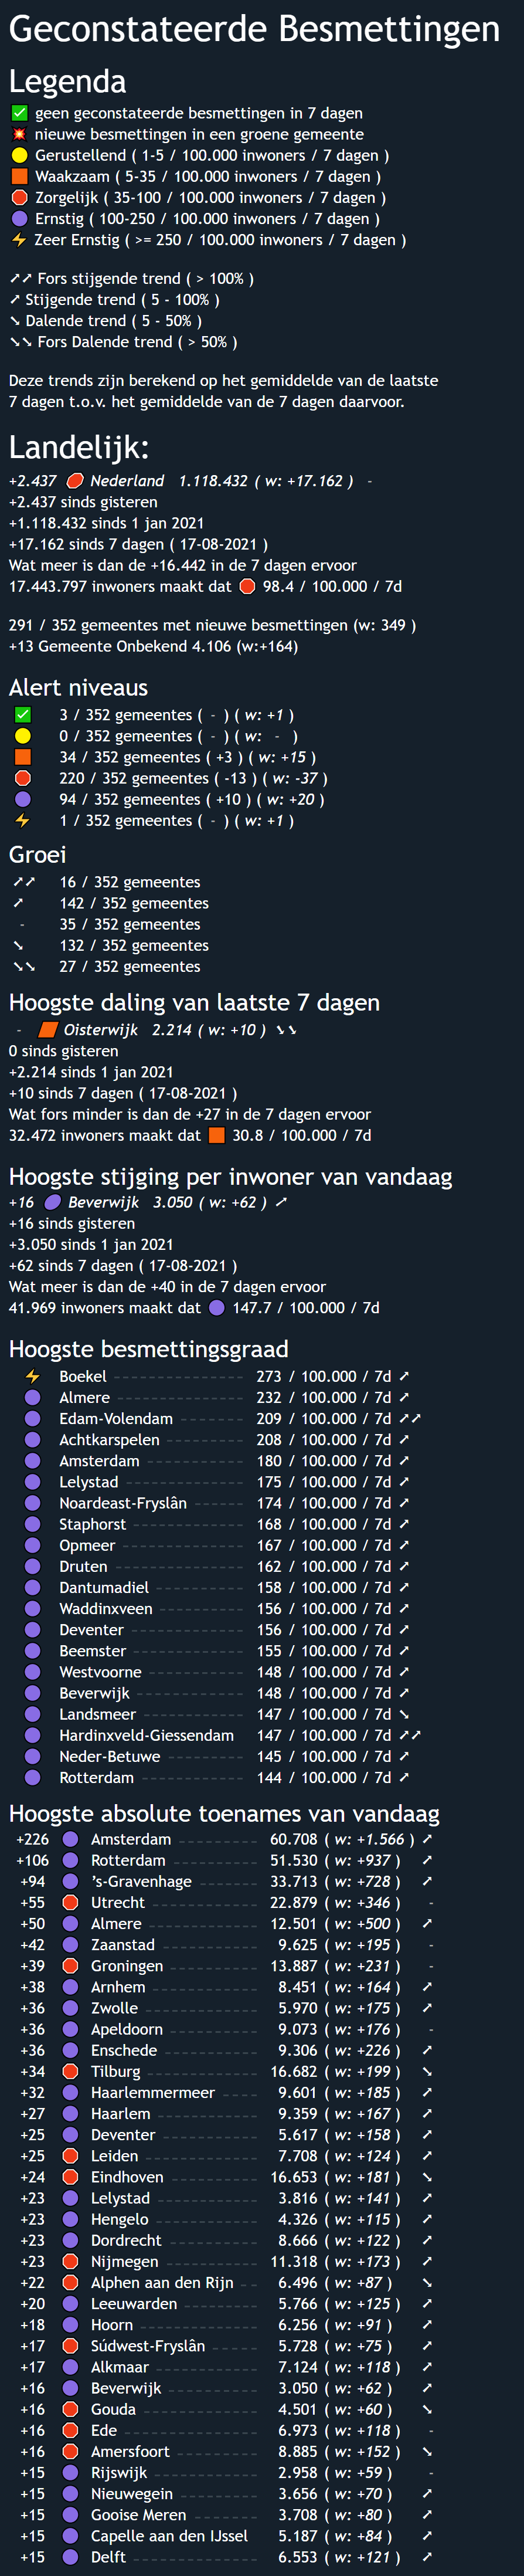 Geconstateerde Besmettingen
Legenda
✅ geen geconstateerde besmettingen in 7 dagen
💥 nieuwe besmettingen in een groene gemeente
🟡 Gerustellend ( 1-5 / 100.000 inwoners / 7 dagen )
🟧 Waakzaam ( 5-35 / 100.000 inwoners / 7 dagen )
🛑 Zorgelijk ( 35-100 / 100.000 inwoners / 7 dagen )
🟣 Ernstig ( 100-250 / 100.000 inwoners / 7 dagen )
⚡ Zeer Ernstig ( >= 250 / 100.000 inwoners / 7 dagen )
➚➚ Fors stijgende trend ( > 100% )
➚ Stijgende trend ( 5 - 100% )
➘ Dalende trend ( 5 - 50% )
➘➘ Fors Dalende trend ( > 50% )
Deze trends zijn berekend op het gemiddelde van de laatste
7 dagen t.o.v. het gemiddelde van de 7 dagen daarvoor.
Landelijk:
+2.437 🛑 Nederland 1.118.432 ( w: +17.162 ) -
+2.437 sinds gisteren
+1.118.432 sinds 1 jan 2021
+17.162 sinds 7 dagen ( 17-08-2021 )
Wat meer is dan de +16.442 in de 7 dagen ervoor
17.443.797 inwoners maakt dat 🛑 98.4 / 100.000 / 7d
291 / 352 gemeentes met nieuwe besmettingen (w: 349 )
+13 Gemeente Onbekend 4.106 (w:+164)
Alert niveaus
✅ 3 / 352 gemeentes ( - ) ( w: +1 )
🟡 0 / 352 gemeentes ( - ) ( w: - )
🟧 34 / 352 gemeentes ( +3 ) ( w: +15 )
🛑 220 / 352 gemeentes ( -13 ) ( w: -37 )
🟣 94 / 352 gemeentes ( +10 ) ( w: +20 )
⚡ 1 / 352 gemeentes ( - ) ( w: +1 )
Groei
➚➚ 16 / 352 gemeentes
➚ 142 / 352 gemeentes
- 35 / 352 gemeentes
➘ 132 / 352 gemeentes
➘➘ 27 / 352 gemeentes
Hoogste daling van laatste 7 dagen
- 🟧 Oisterwijk 2.214 ( w: +10 ) ➘➘
0 sinds gisteren
+2.214 sinds 1 jan 2021
+10 sinds 7 dagen ( 17-08-2021 )
Wat fors minder is dan de +27 in de 7 dagen ervoor
32.472 inwoners maakt dat 🟧 30.8 / 100.000 / 7d
Hoogste stijging per inwoner van vandaag
+16 🟣 Beverwijk 3.050 ( w: +62 ) ➚
+16 sinds gisteren
+3.050 sinds 1 jan 2021
+62 sinds 7 dagen ( 17-08-2021 )
Wat meer is dan de +40 in de 7 dagen ervoor
41.969 inwoners maakt dat 🟣 147.7 / 100.000 / 7d
Hoogste besmettingsgraad
⚡ Boekel 273 / 100.000 / 7d ➚
🟣 Almere 232 / 100.000 / 7d ➚
🟣 Edam-Volendam 209 / 100.000 / 7d ➚➚
🟣 Achtkarspelen 208 / 100.000 / 7d ➚
🟣 Amsterdam 180 / 100.000 / 7d ➚
🟣 Lelystad 175 / 100.000 / 7d ➚
🟣 Noardeast-Fryslân 174 / 100.000 / 7d ➚
🟣 Staphorst 168 / 100.000 / 7d ➚
🟣 Opmeer 167 / 100.000 / 7d ➚
🟣 Druten 162 / 100.000 / 7d ➚
🟣 Dantumadiel 158 / 100.000 / 7d ➚
🟣 Waddinxveen 156 / 100.000 / 7d ➚
🟣 Deventer 156 / 100.000 / 7d ➚
🟣 Beemster 155 / 100.000 / 7d ➚
🟣 Westvoorne 148 / 100.000 / 7d ➚
🟣 Beverwijk 148 / 100.000 / 7d ➚
🟣 Landsmeer 147 / 100.000 / 7d ➘
🟣 Hardinxveld-Giessendam 147 / 100.000 / 7d ➚➚
🟣 Neder-Betuwe 145 / 100.000 / 7d ➚
🟣 Rotterdam 144 / 100.000 / 7d ➚
Hoogste absolute toenames van vandaag
+226 🟣 Amsterdam 60.708 ( w: +1.566 ) ➚
+106 🟣 Rotterdam 51.530 ( w: +937 ) ➚
+94 🟣 's-Gravenhage 33.713 ( w: +728 ) ➚
+55 🛑 Utrecht 22.879 ( w: +346 ) -
+50 🟣 Almere 12.501 ( w: +500 ) ➚
+42 🟣 Zaanstad 9.625 ( w: +195 ) -
+39 🛑 Groningen 13.887 ( w: +231 ) -
+38 🟣 Arnhem 8.451 ( w: +164 ) ➚
+36 🟣 Zwolle 5.970 ( w: +175 ) ➚
+36 🟣 Apeldoorn 9.073 ( w: +176 ) -
+36 🟣 Enschede 9.306 ( w: +226 ) ➚
+34 🛑 Tilburg 16.682 ( w: +199 ) ➘
+32 🟣 Haarlemmermeer 9.601 ( w: +185 ) ➚
+27 🟣 Haarlem 9.359 ( w: +167 ) ➚
+25 🟣 Deventer 5.617 ( w: +158 ) ➚
+25 🛑 Leiden 7.708 ( w: +124 ) ➚
+24 🛑 Eindhoven 16.653 ( w: +181 ) ➘
+23 🟣 Lelystad 3.816 ( w: +141 ) ➚
+23 🟣 Hengelo 4.326 ( w: +115 ) ➚
+23 🟣 Dordrecht 8.666 ( w: +122 ) ➚
+23 🛑 Nijmegen 11.318 ( w: +173 ) ➚
+22 🛑 Alphen aan den Rijn 6.496 ( w: +87 ) ➘
+20 🟣 Leeuwarden 5.766 ( w: +125 ) ➚
+18 🟣 Hoorn 6.256 ( w: +91 ) ➚
+17 🛑 Súdwest-Fryslân 5.728 ( w: +75 ) ➚
+17 🟣 Alkmaar 7.124 ( w: +118 ) ➚
+16 🟣 Beverwijk 3.050 ( w: +62 ) ➚
+16 🛑 Gouda 4.501 ( w: +60 ) ➘
+16 🛑 Ede 6.973 ( w: +118 ) -
+16 🛑 Amersfoort 8.885 ( w: +152 ) ➘
+15 🟣 Rijswijk 2.958 ( w: +59 ) -
+15 🟣 Nieuwegein 3.656 ( w: +70 ) ➚
+15 🟣 Gooise Meren 3.708 ( w: +80 ) ➚
+15 🟣 Capelle aan den IJssel 5.187 ( w: +84 ) ➚
+15 🟣 Delft 6.553 ( w: +121 ) ➚